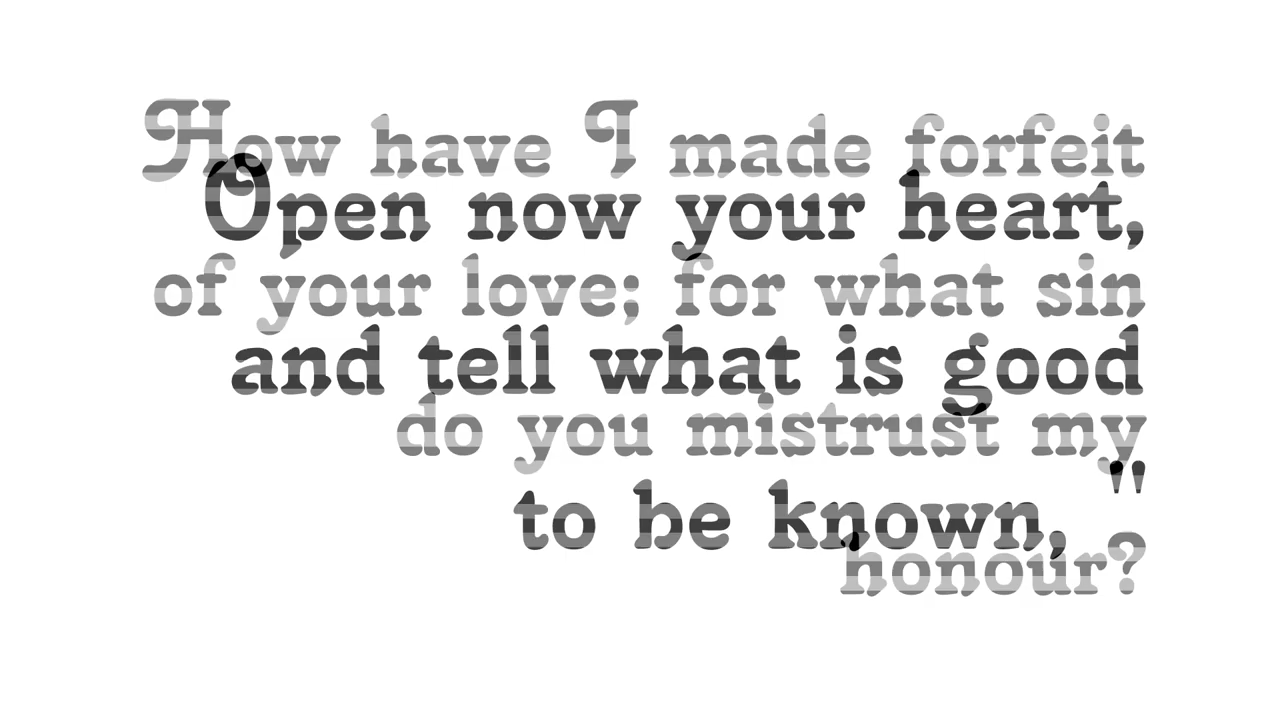 How have I made forfeit
Open now your heart,
of your love; for what sin
and tell what is good
do you mistrust my
to be known, "
honour?